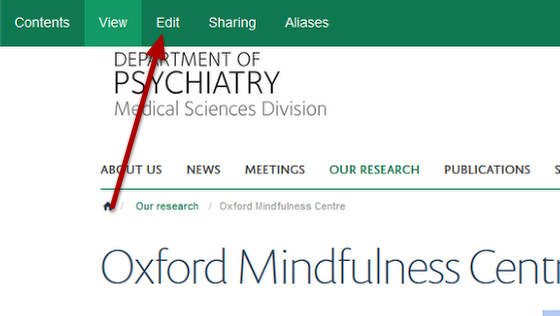 Contents View Edit Sharing Aliases
DEPARTMENT OF
PSYCHIATRY
Medical Sciences Division
ABOUT US NEWS MEETINGS OUR RESEARCH PUBLICATIONS
/ Our research / Oxford Mindfulness Centre
Oxford Mindfulness Centr